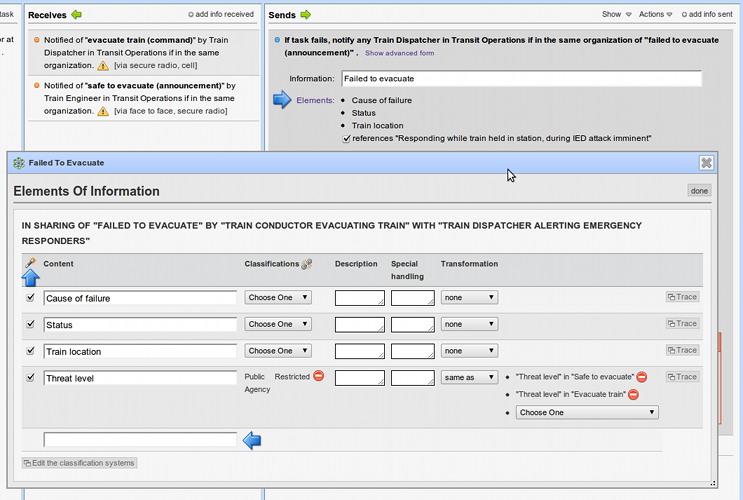 task
Receives
add info received
or at
.
Notified of "evacuate train (command)" by Train
Dispatcher in Transit Operations if in the same
organization. [via secure radio, cell]
Notified of "safe to evacuate (announcement)" by
Train Engineer in Transit Operations if in the same
organization. [via face to face, secure radio]
Sends
Show
Actions
add info sent
If task fails, notify any Train Dispatcher in Transit Operations if in the same organization of "failed to evacuate
(announcement)" . Show advanced form
Information: Failed to evacuate
Elements:
Cause of failure
Status
Train location
references "Responding while train held in station, during IED attack imminent"
Failed To Evacuate
Elements Of Information
done
IN SHARING OF "FAILED TO EVACUATE" BY "TRAIN CONDUCTOR EVACUATING TRAIN" WITH "TRAIN DISPATCHER ALERTING EMERGENCY
RESPONDERS"
Content Classifications Description Special handling Transformation
Cause of failure Choose One none Trace
Status Choose One none Trace
Train location Choose One none Trace
Threat level Public Agency Restricted same as "Threat level" in "Safe to evacuate" Trace
"Threat level" in "Evacuate train"
Choose One
Edit the classification systems